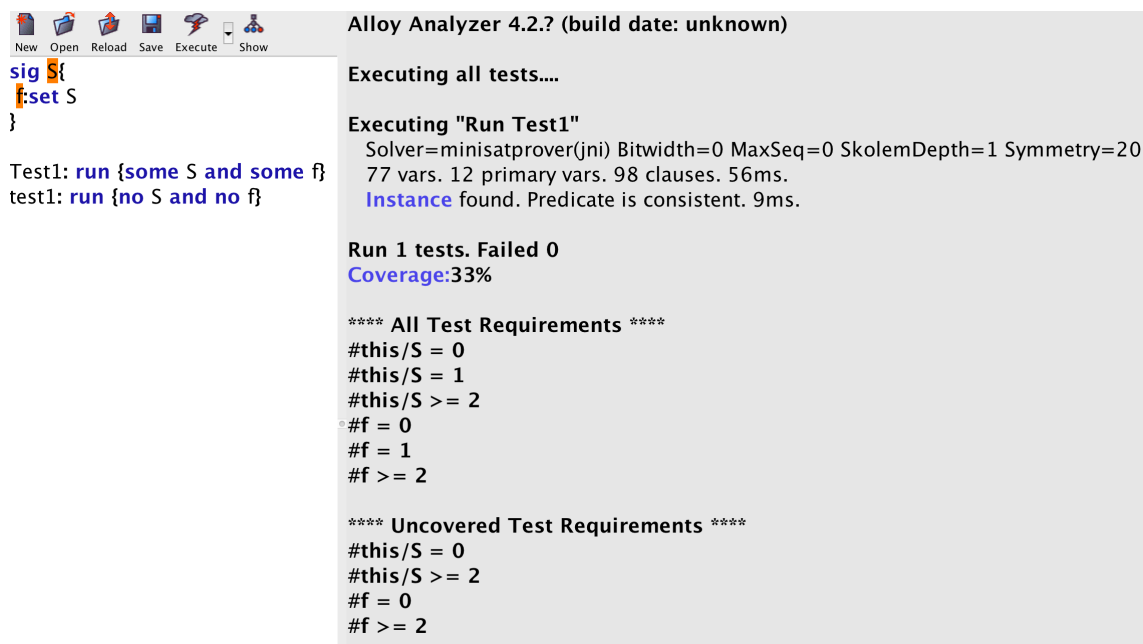 New Open Reload Save Execute Show
sig S{
f:set S
}
Test1: run {some S and some f}
test1: run {no S and no f}
Alloy Analyzer 4.2.? (build date: unknown)
Executing all tests....
Executing "Run Test1"
Solver=minisatprover(jni) Bitwidth=0 MaxSeq=0 SkolemDepth=1 Symmetry=20
77 vars. 12 primary vars. 98 clauses. 56ms.
Instance found. Predicate is consistent. 9ms.
Run 1 tests. Failed 0
Coverage:33%
**** All Test Requirements ****
#this/S = 0
#this/S = 1
#this/S >= 2
#f = 0
#f = 1
#f >= 2
**** Uncovered Test Requirements ****
#this/S = 0
#this/S >= 2
#f = 0
#f >= 2